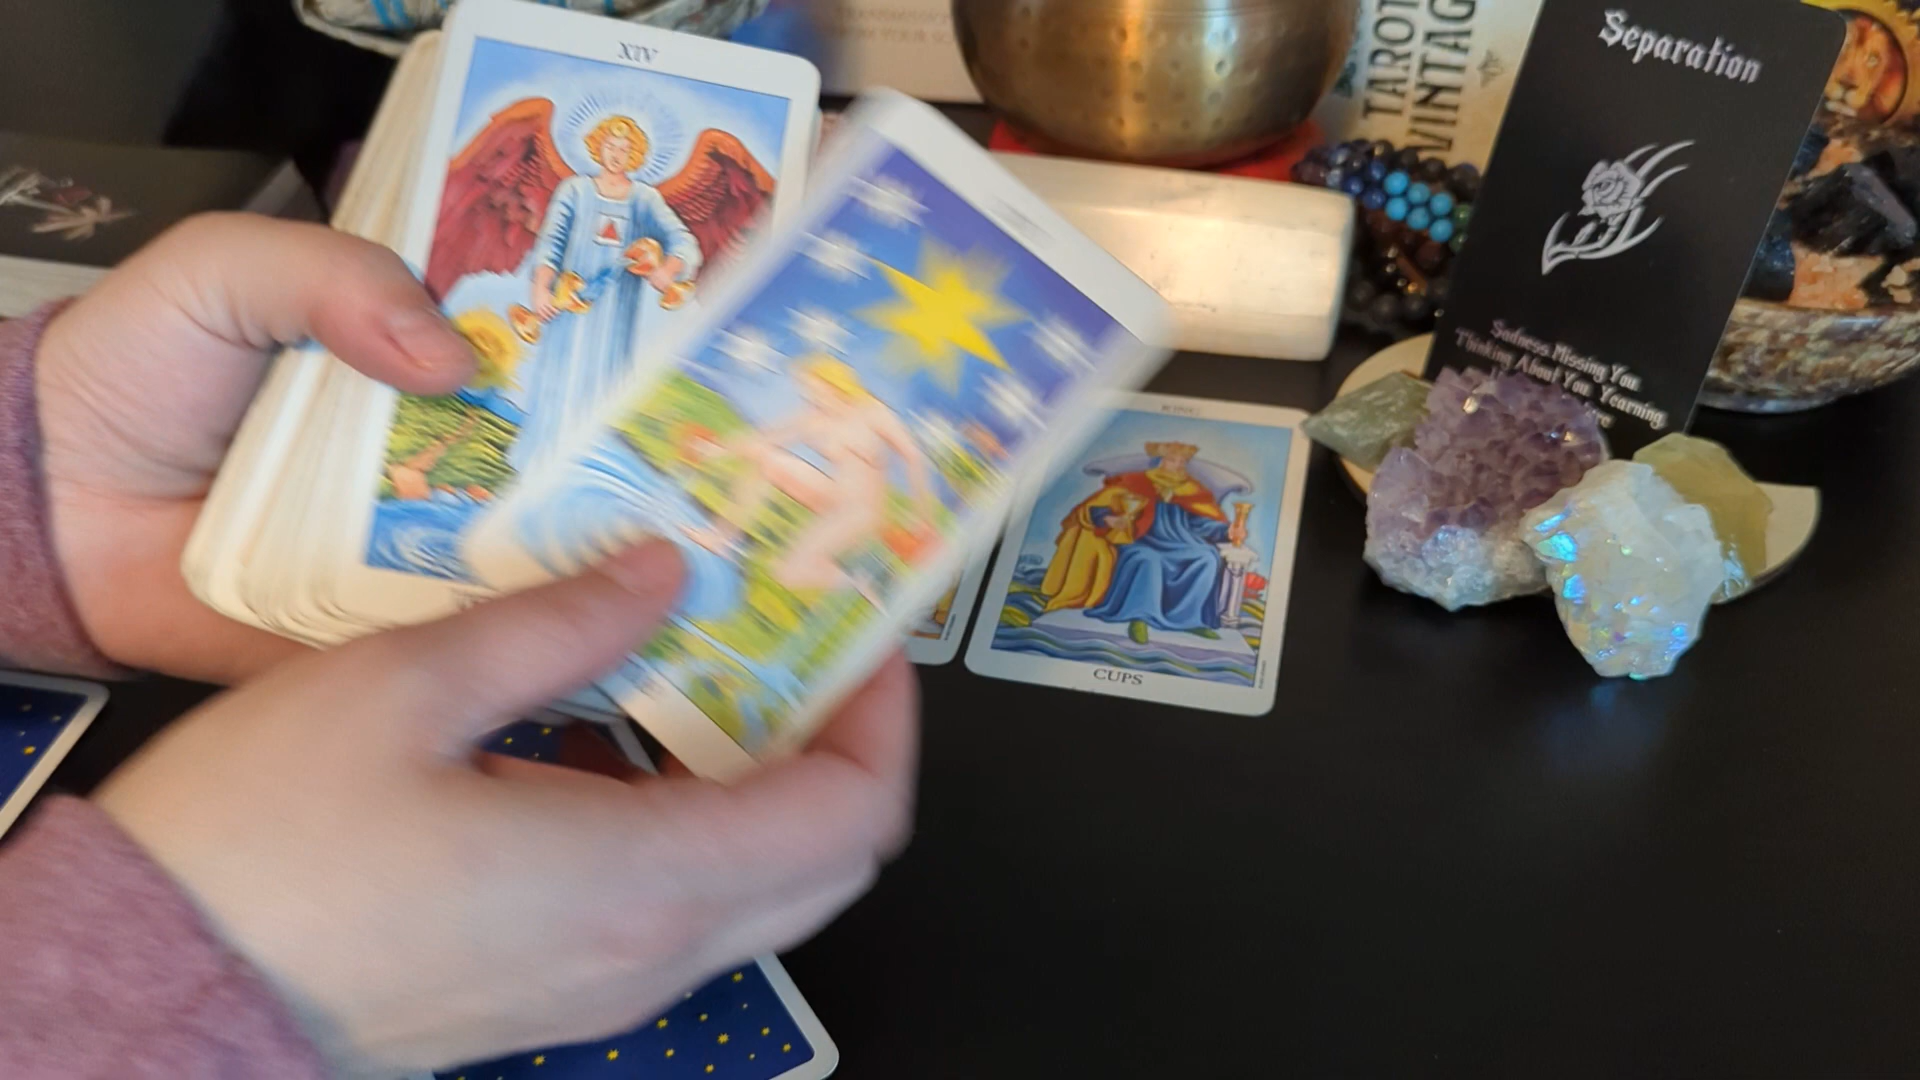 XIV
TAROT
VINTAG
Separation
Sadness Missing You
Thinking About You Yearning
KING
CUPS